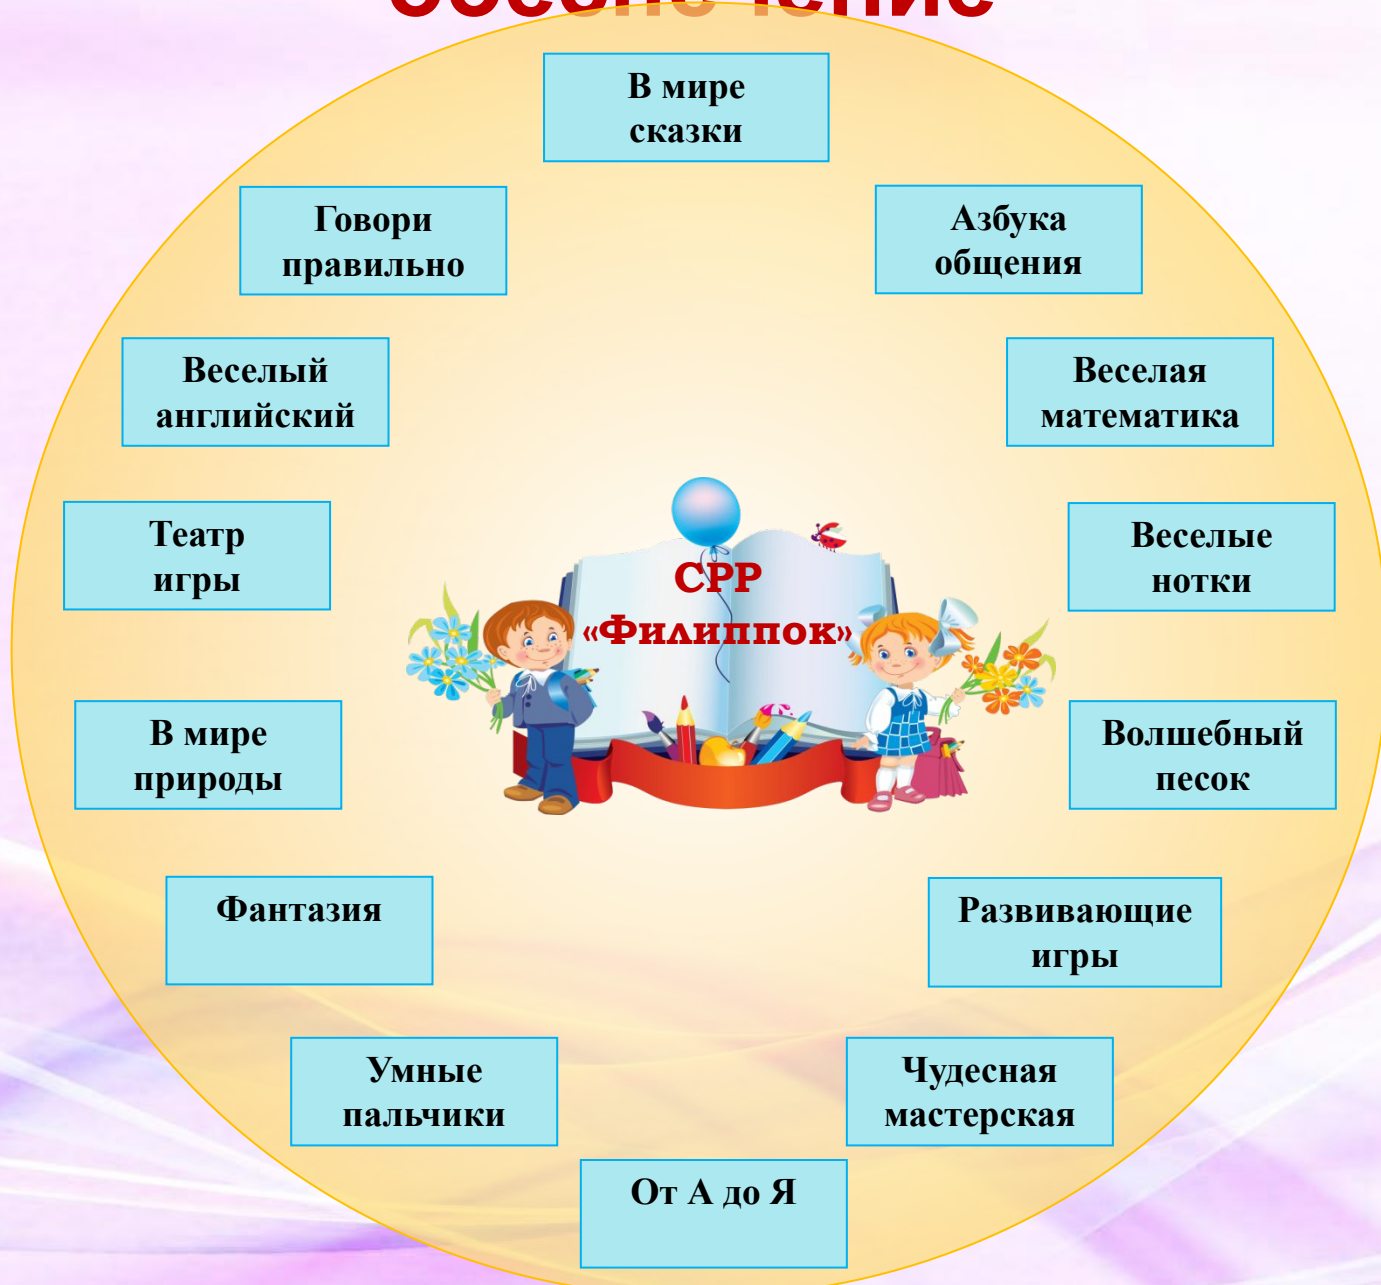 В мире
сказки
Говори
правильно
Азбука
общения
Веселый
английский
Веселая
математика
Театр
игры
Веселые
нотки
СРР
«Филиппок»
В мире
природы
Волшебный
песок
Фантазия
Развивающие
игры
Умные
пальчики
Чудесная
мастерская
От А до Я